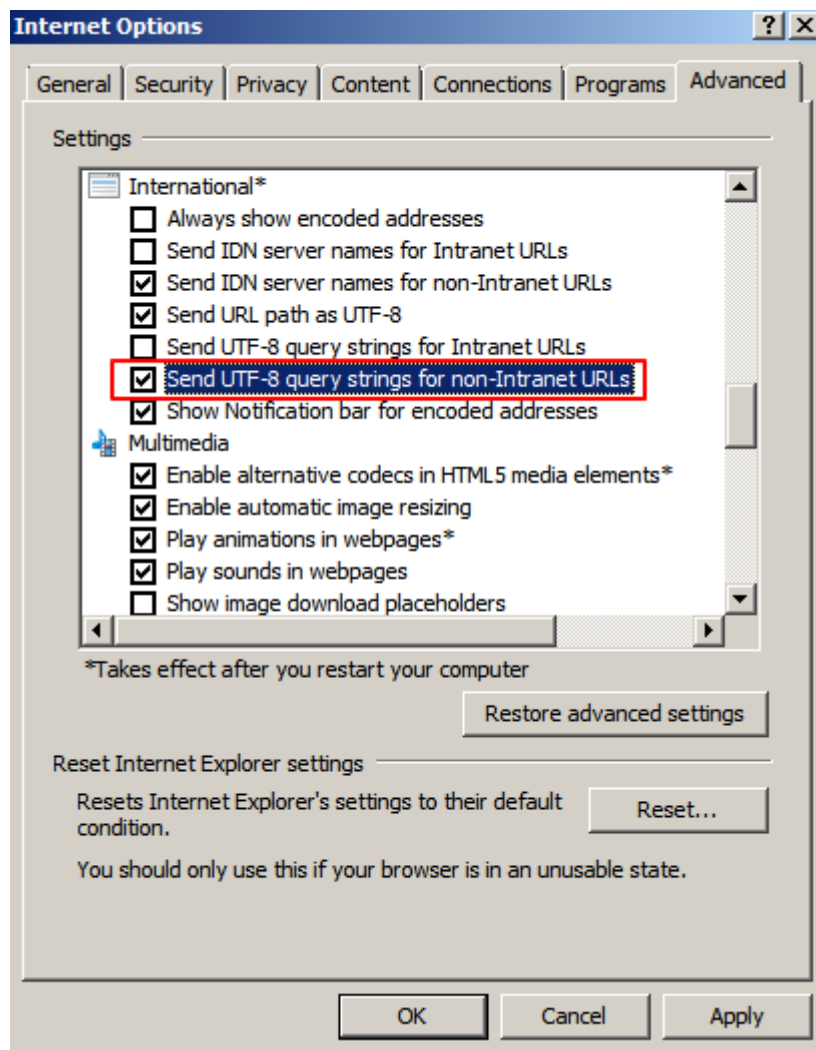 Internet Options
General Security Privacy Content Connections Programs Advanced
Settings
International*
Always show encoded addresses
Send IDN server names for Intranet URLs
Send IDN server names for non-Intranet URLs
Send URL path as UTF-8
Send UTF-8 query strings for Intranet URLs
Send UTF-8 query strings for non-Intranet URLs
Show Notification bar for encoded addresses
Multimedia
Enable alternative codecs in HTML5 media elements*
Enable automatic image resizing
Play animations in webpages*
Play sounds in webpages
Show image download placeholders
*Takes effect after you restart your computer
Restore advanced settings
Reset Internet Explorer settings
Resets Internet Explorer's settings to their default
condition.
Reset...
You should only use this if your browser is in an unusable state.
OK Cancel Apply